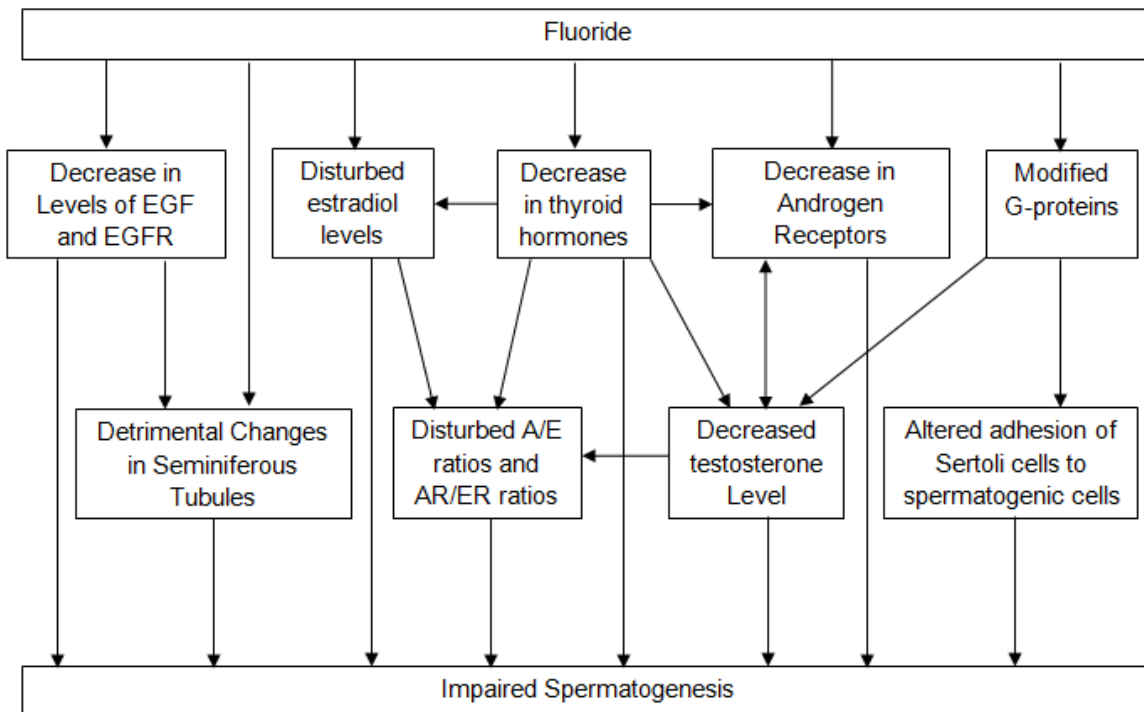 Fluoride
Decrease in
Levels of EGF
and EGFR
Disturbed
estradiol
levels
Decrease
in thyroid
hormones
Decrease in
Androgen
Receptors
Modified
G-proteins
Detrimental Changes
in Seminiferous
Tubules
Disturbed A/E
ratios and
AR/ER ratios
Decreased
testosterone
Level
Altered adhesion of
Sertoli cells to
spermatogenic cells
Impaired Spermatogenesis